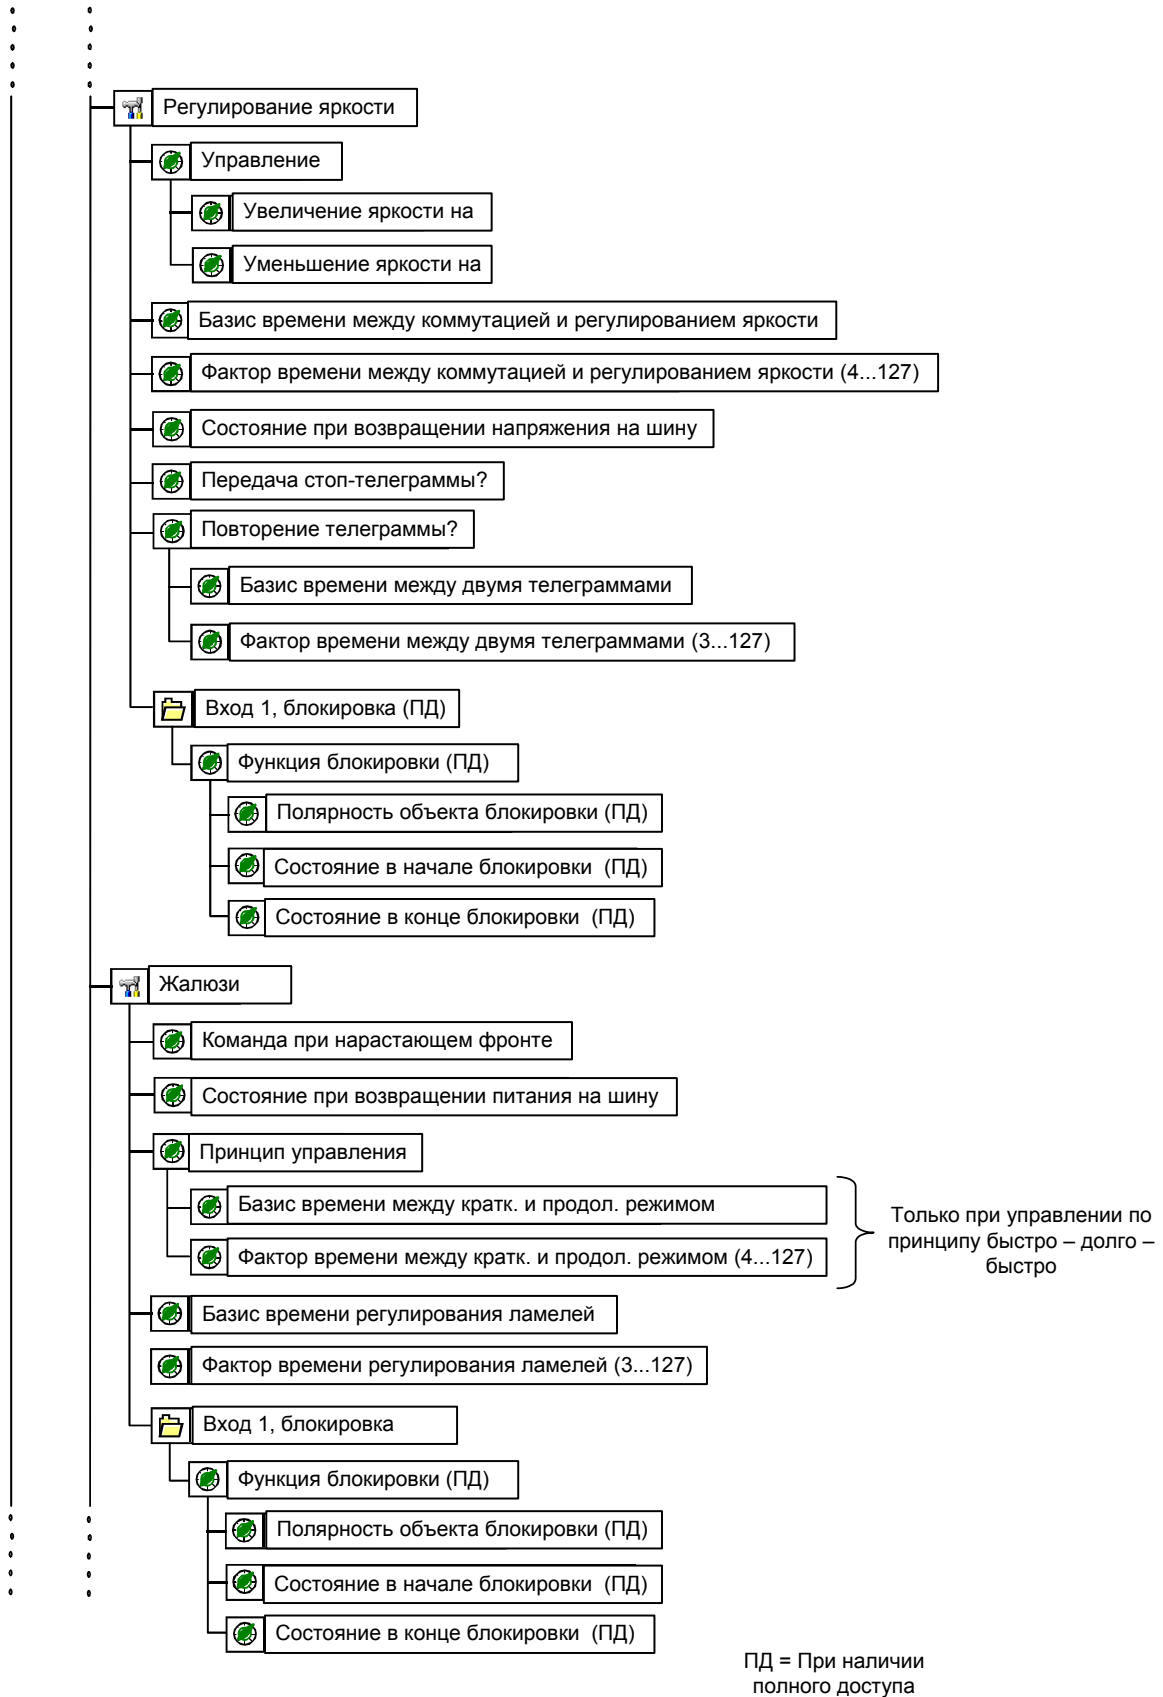 Регулирование яркости
Управление
Увеличение яркости на
Уменьшение яркости на
Базис времени между коммутацией и регулированием яркости
Фактор времени между коммутацией и регулированием яркости (4...127)
Состояние при возвращении напряжения на шину
Передача стоп-телеграммы?
Повторение телеграммы?
Базис времени между двумя телеграммами
Фактор времени между двумя телеграммами (3...127)
Вход 1, блокировка (ПД)
Функция блокировки (ПД)
Полярность объекта блокировки (ПД)
Состояние в начале блокировки (ПД)
Состояние в конце блокировки (ПД)
Жалюзи
Команда при нарастающем фронте
Состояние при возвращении питания на шину
Принцип управления
Базис времени между кратк. и продол. режимом
Фактор времени между кратк. и продол. режимом (4...127)
Только при управлении по
принципу быстро – долго –
быстро
Базис времени регулирования ламелей
Фактор времени регулирования ламелей (3...127)
Вход 1, блокировка
Функция блокировки (ПД)
Полярность объекта блокировки (ПД)
Состояние в начале блокировки (ПД)
Состояние в конце блокировки (ПД)
ПД = При наличии
полного доступа